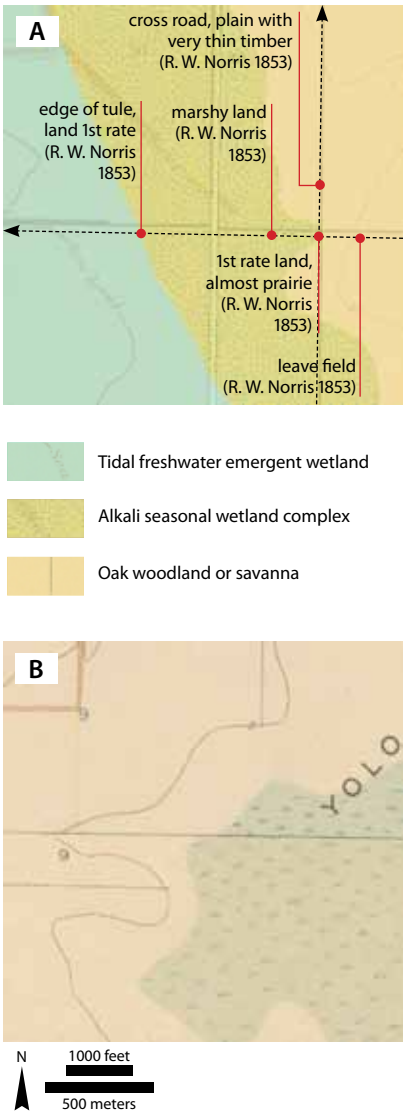 A
cross road, plain with
very thin timber
(R. W. Norris 1853)
edge of tule,
land 1st rate
(R. W. Norris
1853)
marshy land
(R. W. Norris
1853)
1st rate land,
almost prairie
(R. W. Norris
1853)
leave field
(R. W. Norris 1853)
Tidal freshwater emergent wetland
Alkali seasonal wetland complex
Oak woodland or savanna
B
9
YOLO
9
N
1000 feet
500 meters